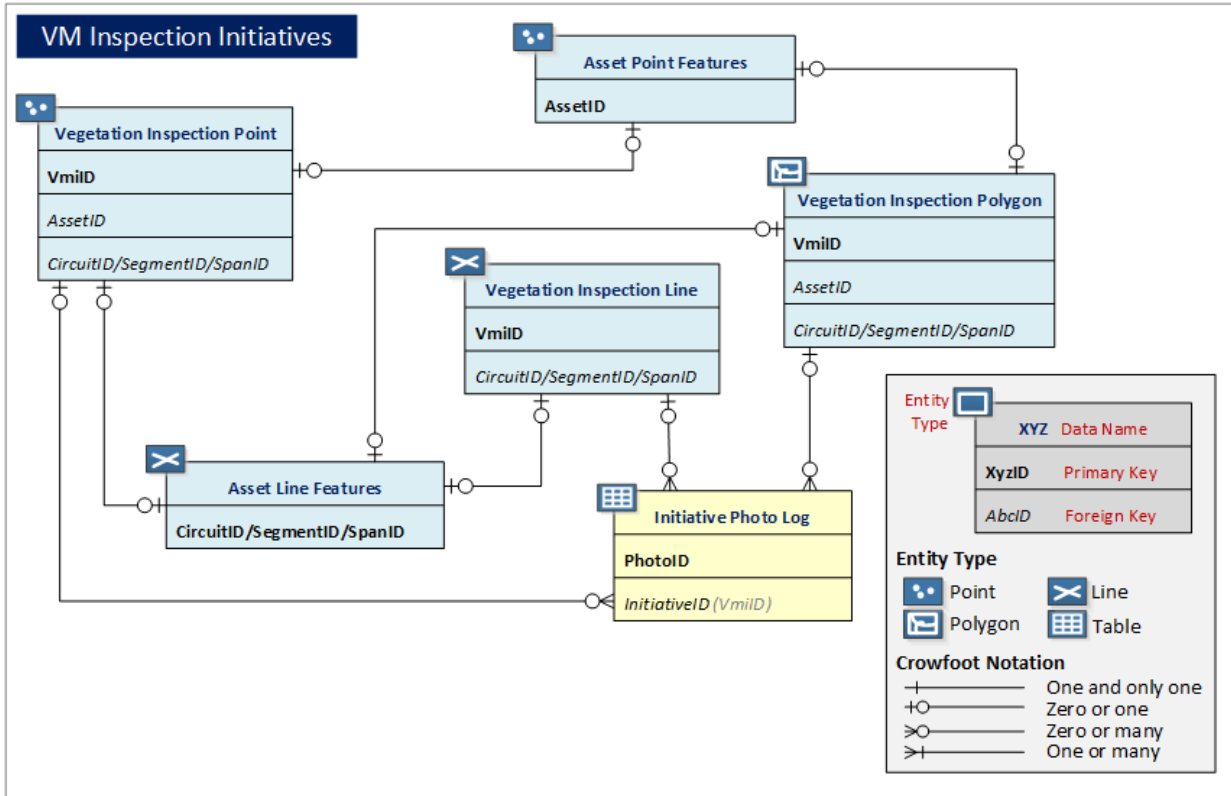 VM Inspection Initiatives
Asset Point Features
AssetID
Vegetation Inspection Point
VmiID
AssetID
CircuitID/SegmentID/SpanID
Vegetation Inspection Polygon
VmiID
AssetID
CircuitID/SegmentID/SpanID
Vegetation Inspection Line
VmiID
CircuitID/SegmentID/SpanID
Asset Line Features
CircuitID/SegmentID/SpanID
Initiative Photo Log
PhotoID
InitiativeID (VmiID)
Entity
Type
XYZ Data Name
XyzID Primary Key
AbcID Foreign Key
Entity Type
Point Line
Polygon Table
Crowfoot Notation
One and only one
Zero or one
Zero or many
One or many